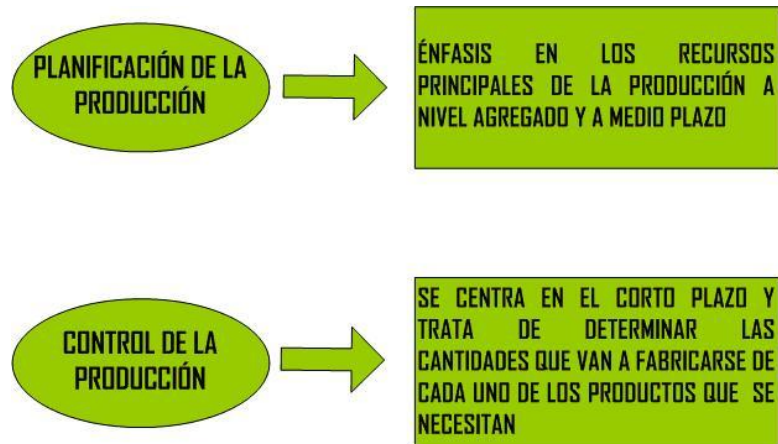 PLANIFICACIÓN DE LA
PRODUCCIÓN
ÉNFASIS EN LOS RECURSOS
PRINCIPALES DE LA PRODUCCIÓN A
NIVEL AGREGADO Y A MEDIO PLAZO
CONTROL DE LA
PRODUCCIÓN
SE CENTRA EN EL CORTO PLAZO Y
TRATA DE DETERMINAR LAS
CANTIDADES QUE VAN A FABRICARSE DE
CADA UNO DE LOS PRODUCTOS QUE SE
NECESITAN